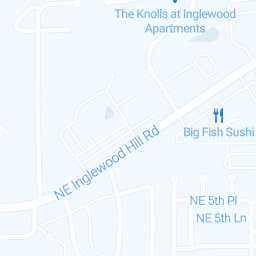 The Knolls at Inglewood
Apartments
Big Fish Sushi
NE Inglewood Hill Rd
NE 5th Pl
NE 5th Ln